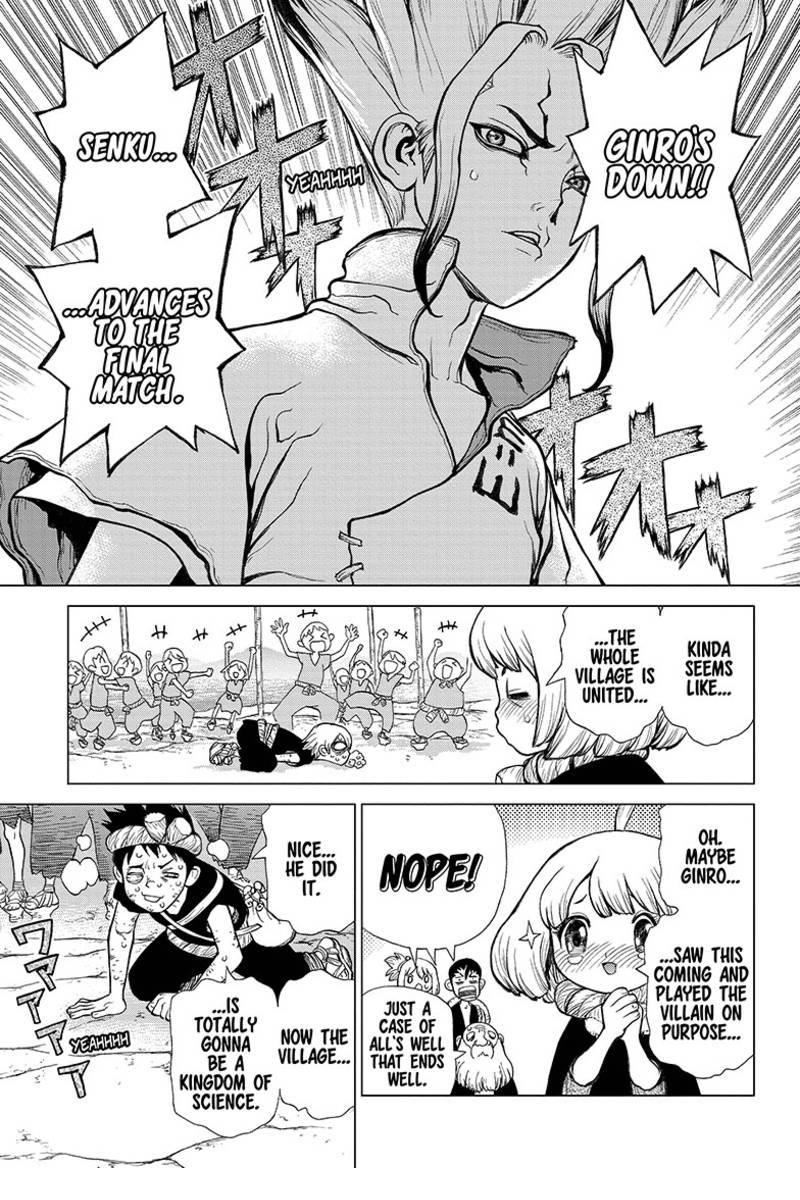 GINRO'S
DOWN!!
SENKU...
...ADVANCES
TO THE
FINAL
MATCH.
オオオ
YEAHHHH
オオオ
KINDA
SEEMS
LIKE...
...THE
WHOLE
VILLAGE IS
UNITED...
OH.
MAYBE
GINRO...
...SAW THIS
COMING AND
PLAYED THE
VILLAIN ON
PURPOSE...
NOPE!
JUST A
CASE OF
ALL'S WELL
THAT ENDS
WELL.
NICE...
HE DID
IT.
NOW THE
VILLAGE...
...IS
TOTALLY
GONNA
BE A
KINGDOM OF
SCIENCE.
ワアアアア
YEAHHHH